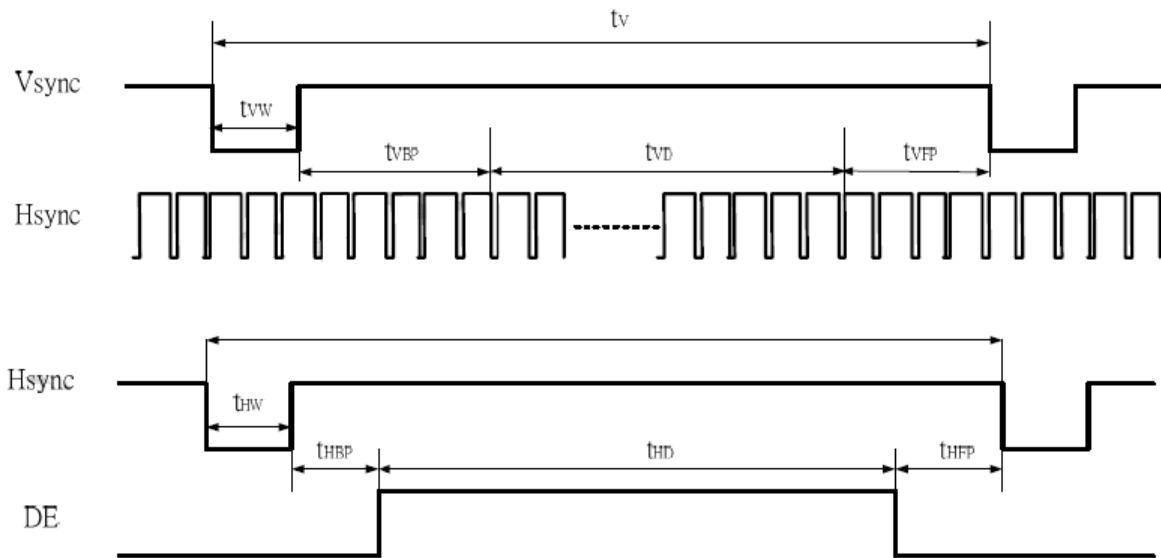 tV
Vsync
tVW
tVBP tVD tVFP
Hsync
Hsync
tHW
tHBP tHD tHFP
DE